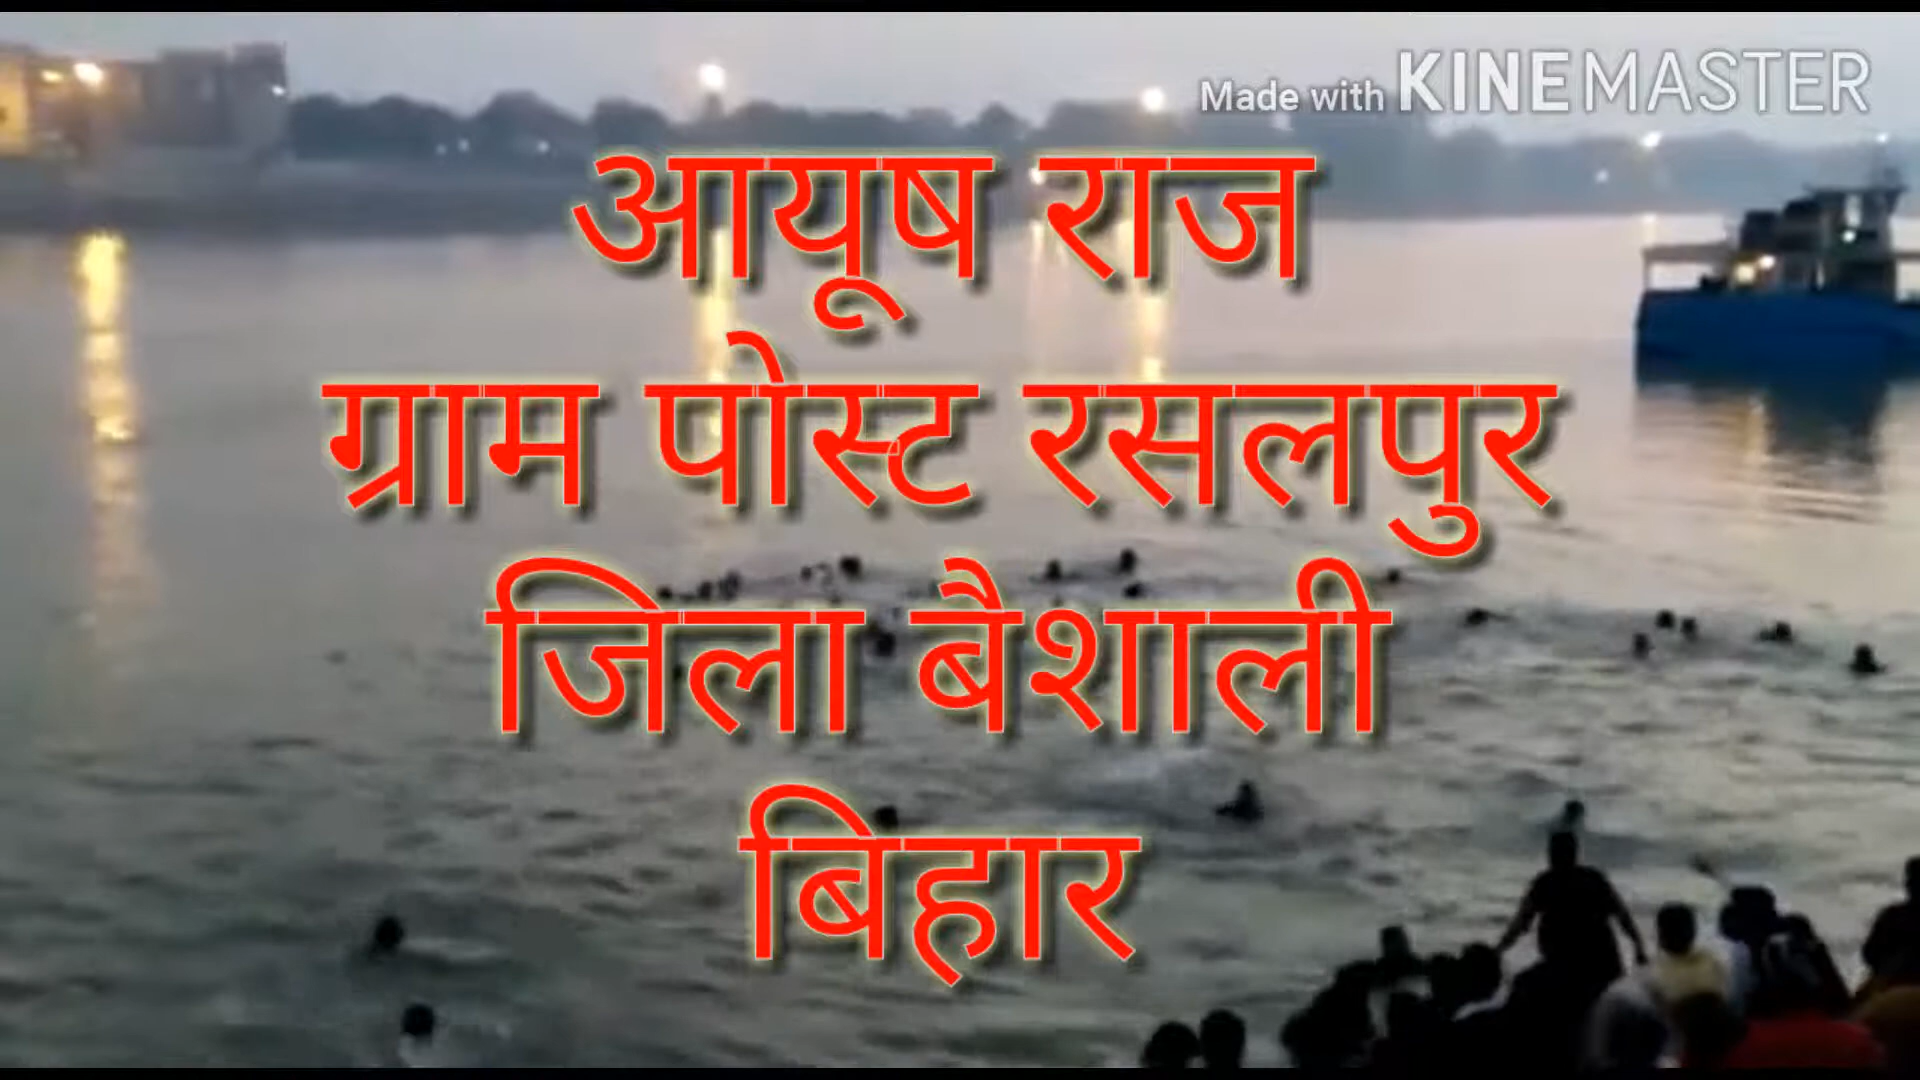 Made with KINEMASTER
आयूष राज
ग्राम पोस्ट रसलपुर
जिला बैशाली
बिहार